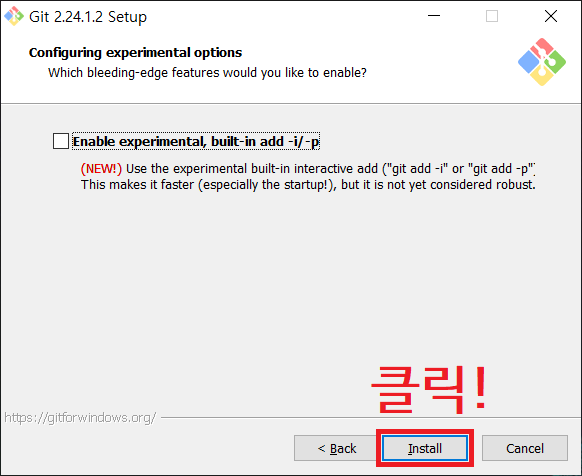 Git 2.24.1.2 Setup
Configuring experimental options
Which bleeding-edge features would you like to enable?
Enable experimental, built-in add -i/-p
(NEW!) Use the experimental built-in interactive add ("git add -i" or "git add -p")
This makes it faster (especially the startup!), but it is not yet considered robust.
클릭!
https://gitforwindows.org/
< Back
Install
Cancel